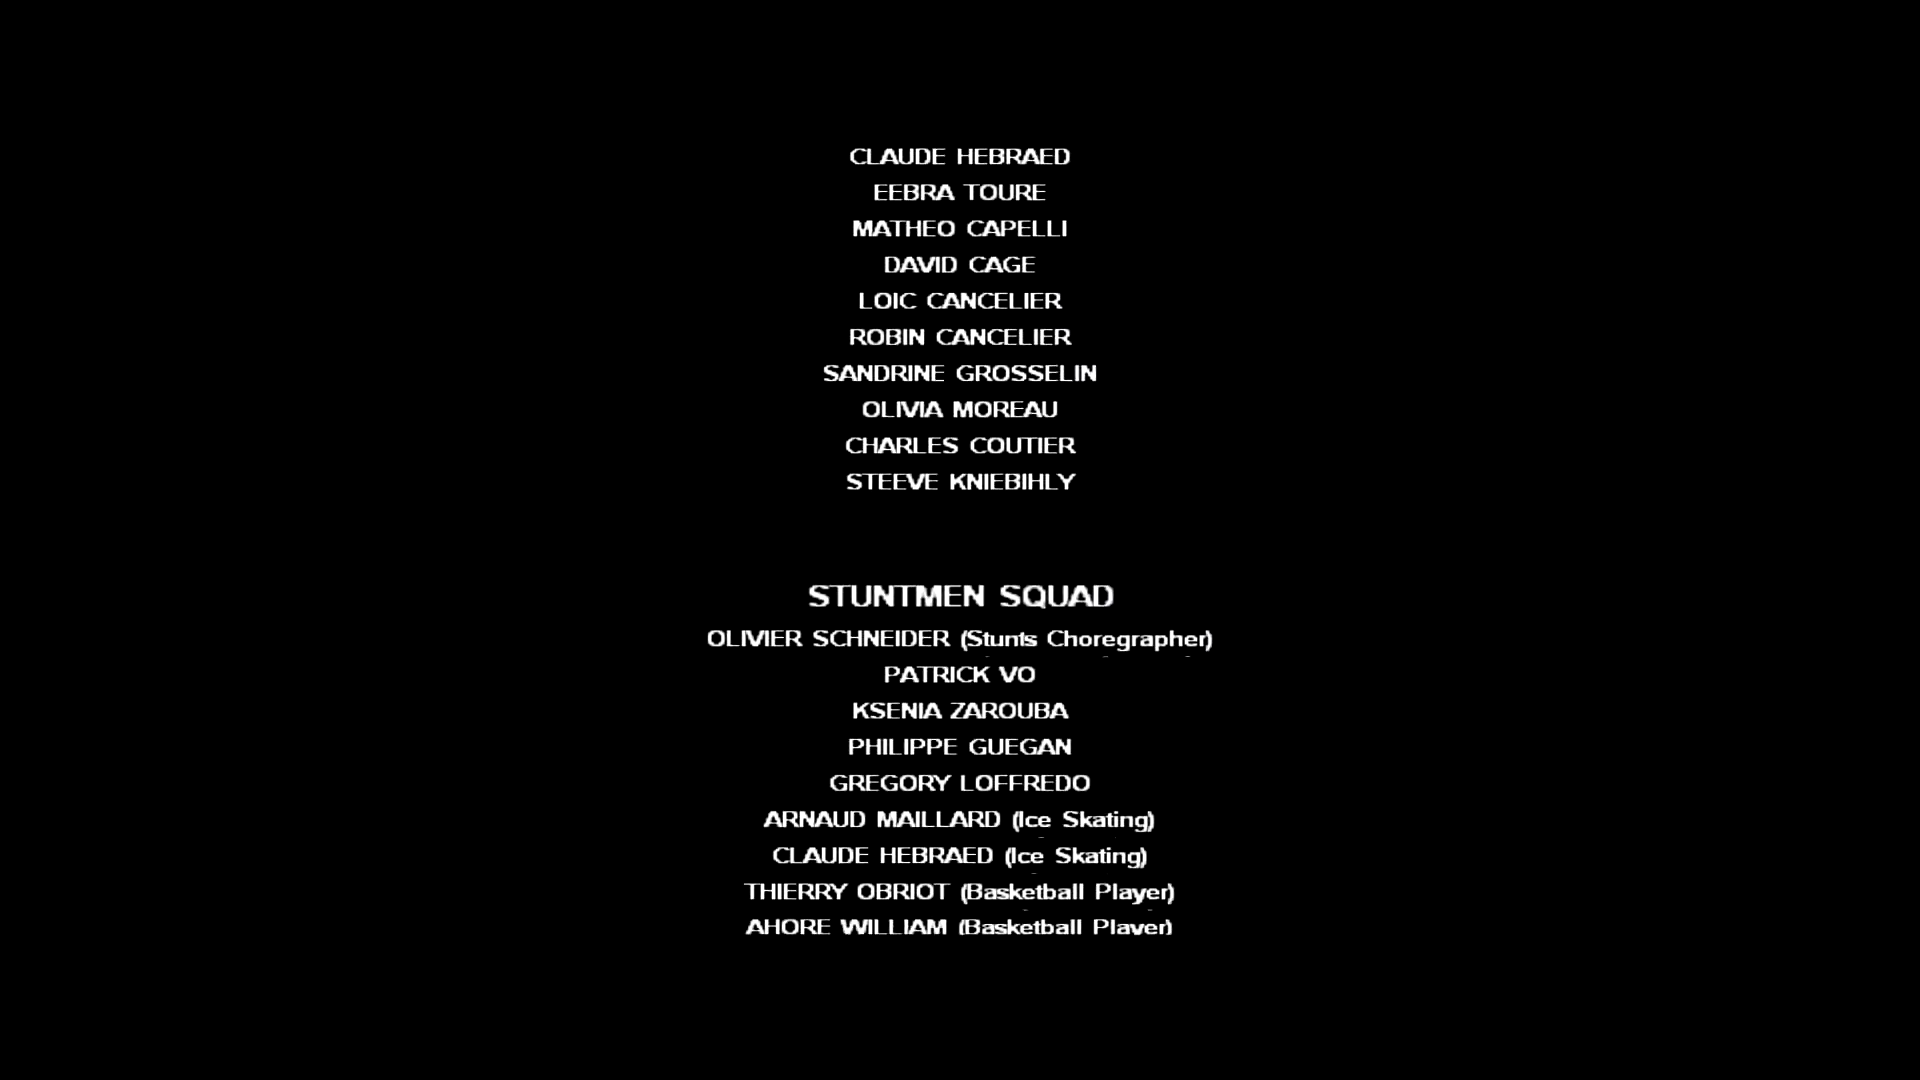 CLAUDE HEBRAED
EEBRA TOURE
MATHEO CAPELLI
DAVID CAGE
LOIC CANCELIER
ROBIN CANCELIER
SANDRINE GROSSELIN
OLIVIA MOREAU
CHARLES COUTIER
STEEVE KNIEBIHLY
STUNTMEN SQUAD
OLIVIER SCHNEIDER (Stunts Choregrapher)
PATRICK VO
KSENIA ZAROUBA
PHILIPPE GUEGAN
GREGORY LOFFREDO
ARNAUD MAILLARD (Ice Skating)
CLAUDE HEBRAED (Ice Skating)
THIERRY OBRIOT (Basketball Player)
AHORE WILLIAM (Basketball Player)